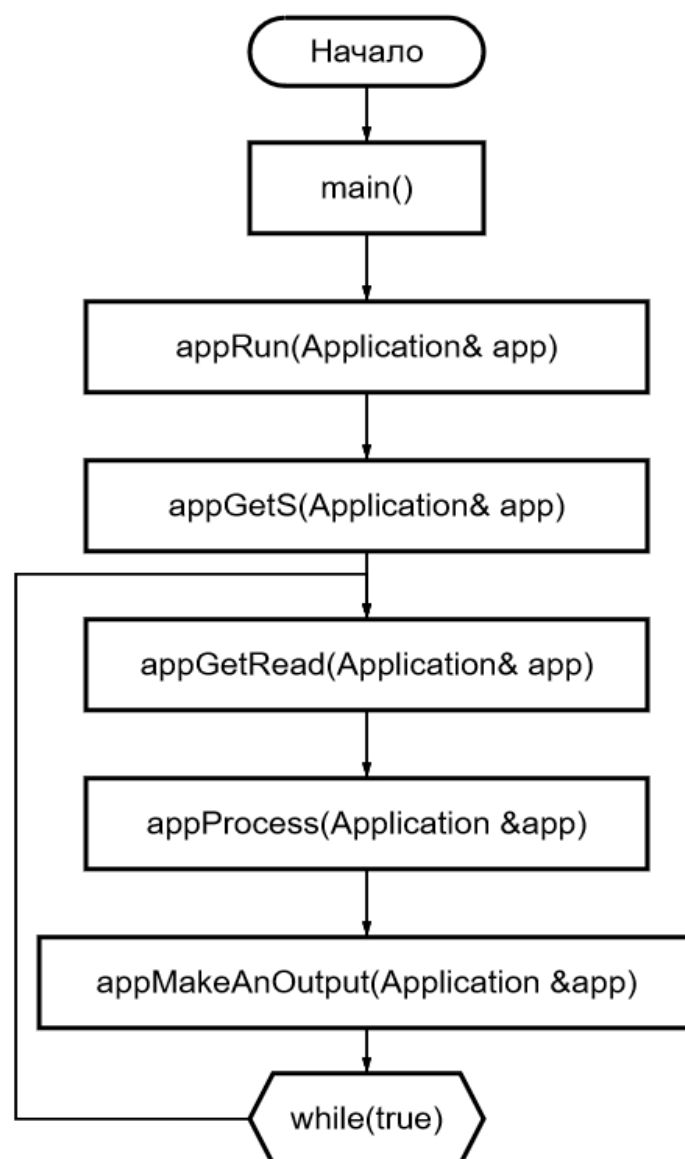 Начало
main()
appRun(Application& app)
appGetS(Application& app)
appGetRead(Application& app)
appProcess(Application &app)
appMakeAnOutput(Application &app)
while(true)